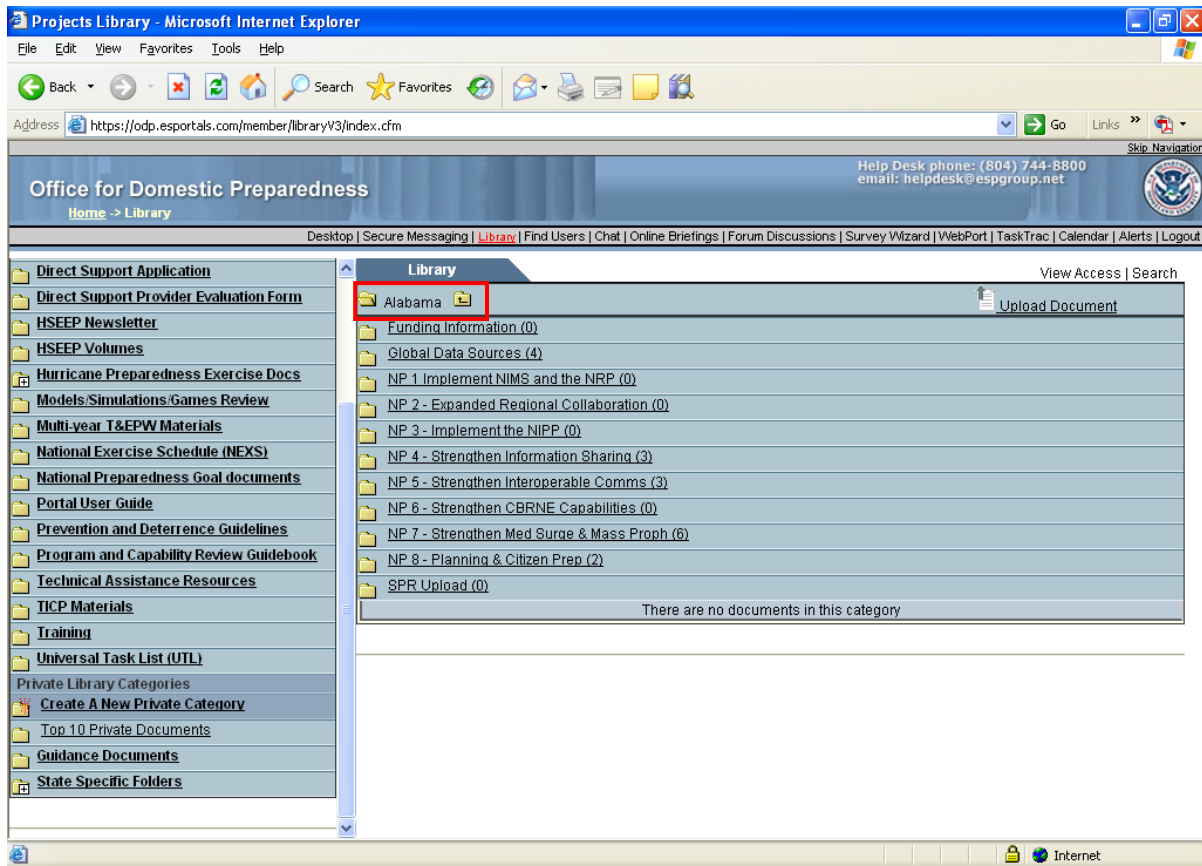 Projects Library - Microsoft Internet Explorer
File Edit View Favorites Tools Help
Back Search Favorites
Address https://odp.esportals.com/member/libraryV3/index.cfm Go Links »
Skip Navigation
Help Desk phone: (804) 744-8800
email: helpdesk@espgroup.net
Office for Domestic Preparedness
Home -> Library
Desktop | Secure Messaging | Library | Find Users | Chat | Online Briefings | Forum Discussions | Survey Wizard | WebPort | TaskTrac | Calendar | Alerts | Logout
Direct Support Application
Direct Support Provider Evaluation Form
HSEEP Newsletter
HSEEP Volumes
Hurricane Preparedness Exercise Docs
Models/Simulations/Games Review
Multi-year T&EPW Materials
National Exercise Schedule (NEXS)
National Preparedness Goal documents
Portal User Guide
Prevention and Deterrence Guidelines
Program and Capability Review Guidebook
Technical Assistance Resources
TICP Materials
Training
Universal Task List (UTL)
Private Library Categories
Create A New Private Category
Top 10 Private Documents
Guidance Documents
State Specific Folders
Library
View Access | Search
Alabama
Upload Document
Funding Information (0)
Global Data Sources (4)
NP 1 Implement NIMS and the NRP (0)
NP 2 - Expanded Regional Collaboration (0)
NP 3 - Implement the NIPP (0)
NP 4 - Strengthen Information Sharing (3)
NP 5 - Strengthen Interoperable Comms (3)
NP 6 - Strengthen CBRNE Capabilities (0)
NP 7 - Strengthen Med Surge & Mass Proph (6)
NP 8 - Planning & Citizen Prep (2)
SPR Upload (0)
There are no documents in this category
Internet